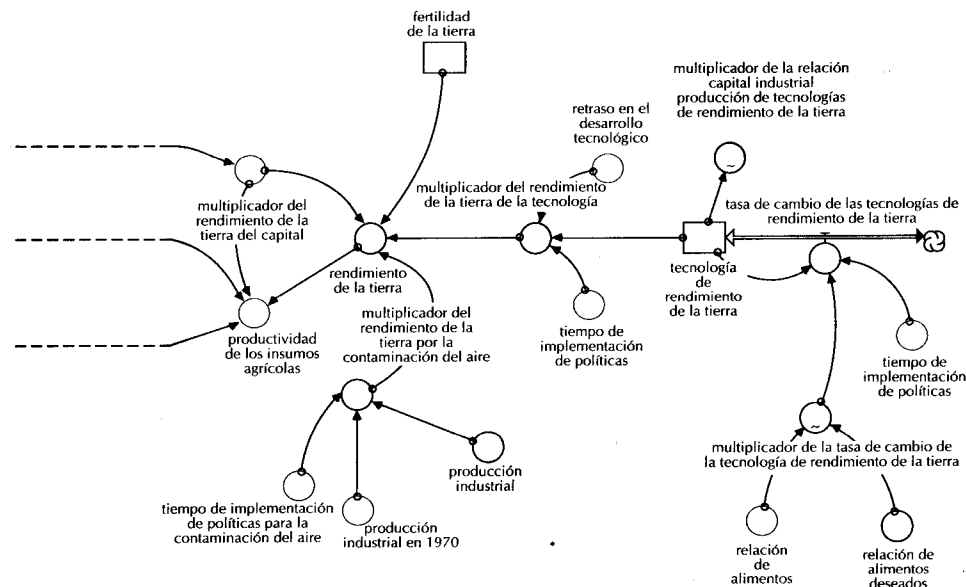 fertilidad
de la tierra
multiplicador de la relación
capital industrial
producción de tecnologías
de rendimiento de la tierra
retraso en el
desarrollo
tecnológico
multiplicador del rendimiento
de la tierra de la tecnología
tasa de cambio de las tecnologías de
rendimiento de la tierra
multiplicador del
rendimiento de la
tierra del capital
rendimiento
de la tierra
tecnología
de
rendimiento
de la tierra
multiplicador del
rendimiento de la
tierra por la
contaminación del aire
productividad
de los insumos
agrícolas
tiempo de
implementación
de políticas
tiempo de
implementación
de políticas
~
~
multiplicador de la tasa de cambio de
la tecnología de rendimiento de la tierra
producción
industrial
tiempo de implementación
de políticas para la
contaminación del aire
producción
industrial en 1970
relación
de
alimentos
relación de
alimentos
deseados